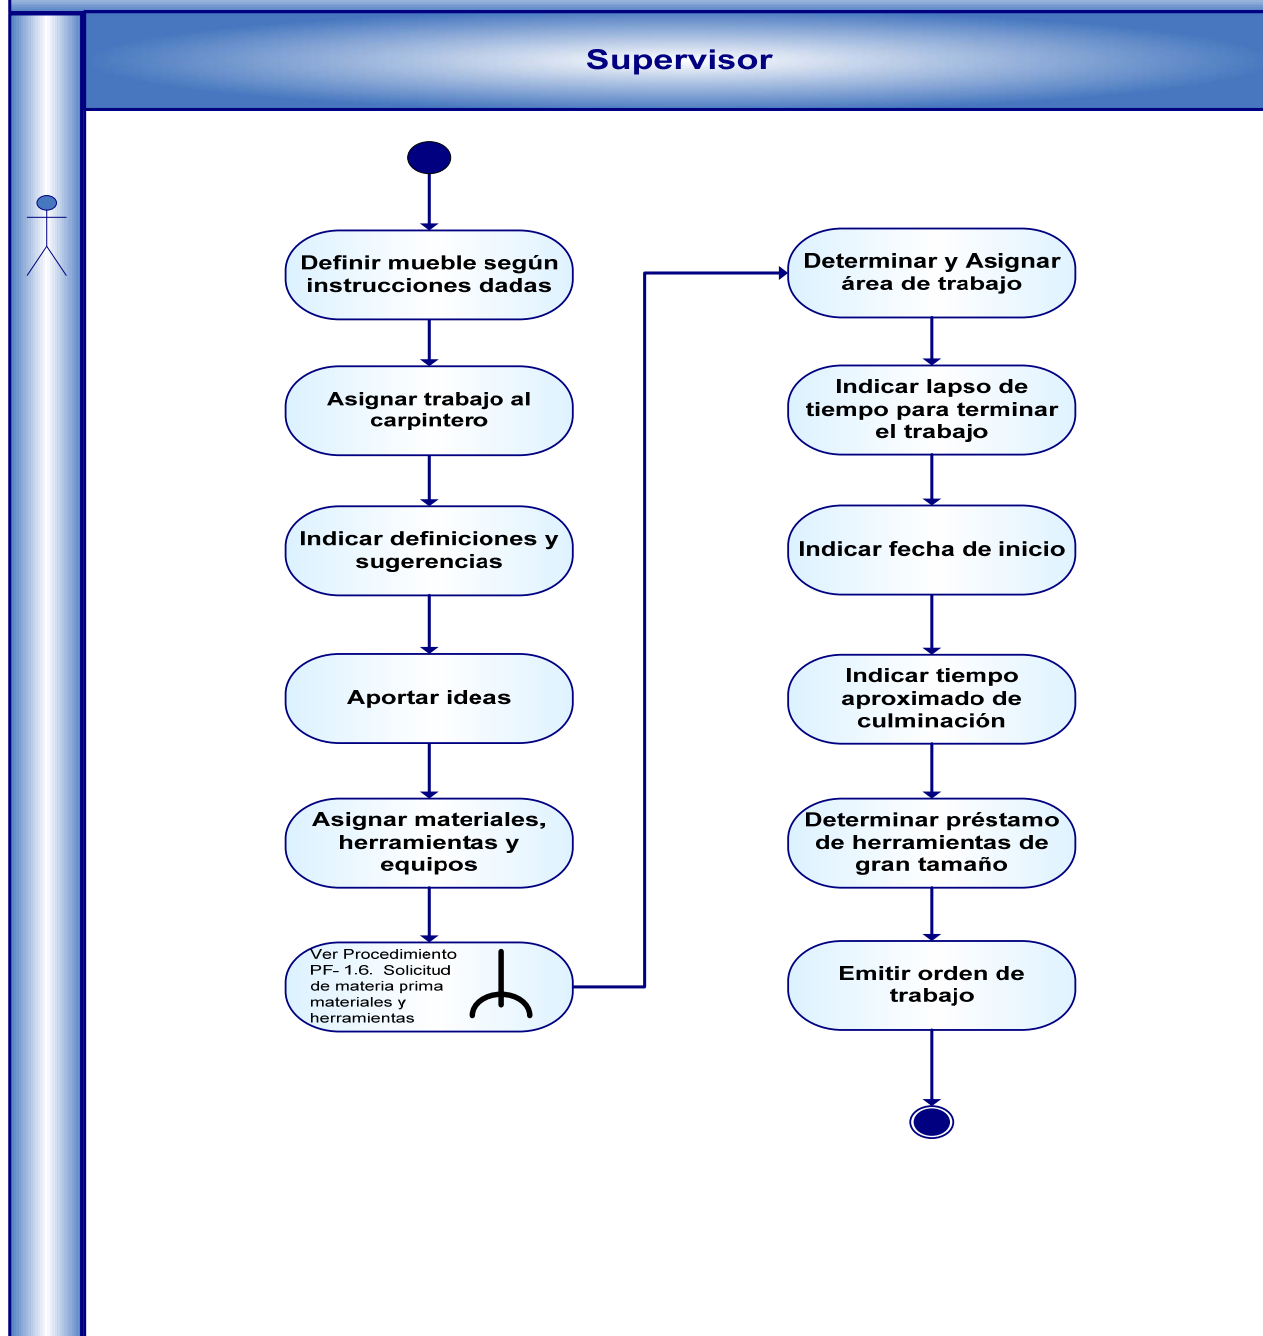 Supervisor
Definir mueble según
instrucciones dadas
Asignar trabajo al
carpintero
Indicar definiciones y
sugerencias
Aportar ideas
Asignar materiales,
herramientas y
equipos
Ver Procedimiento
PF- 1.6. Solicitud
de materia prima
materiales y
herramientas
Determinar y Asignar
área de trabajo
Indicar lapso de
tiempo para terminar
el trabajo
Indicar fecha de inicio
Indicar tiempo
aproximado de
culminación
Determinar préstamo
de herramientas de
gran tamaño
Emitir orden de
trabajo